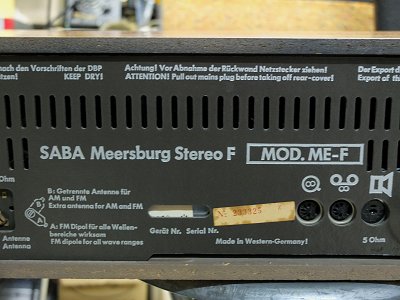 nach den Vorschriften der DBP
KEEP DRY!
Achtung! Vor Abnahme der Rückwand Netzstecker ziehen!
ATTENTION! Pull out mains plug before taking off rear-cover!
Der Export d
Export of th
SABA Meersburg Stereo F MOD. ME-F
Ohm
B: Getrennte Antenne für
AM und FM
Extra antenna for AM and FM
A: FM Dipol für alle Wellen-
bereiche wirksam
FM dipole for all wave ranges
Antenne
Antenna
B
A
Gerät Nr. Serial Nr.
Nº 233325
Made in Western-Germany!
5 Ohm